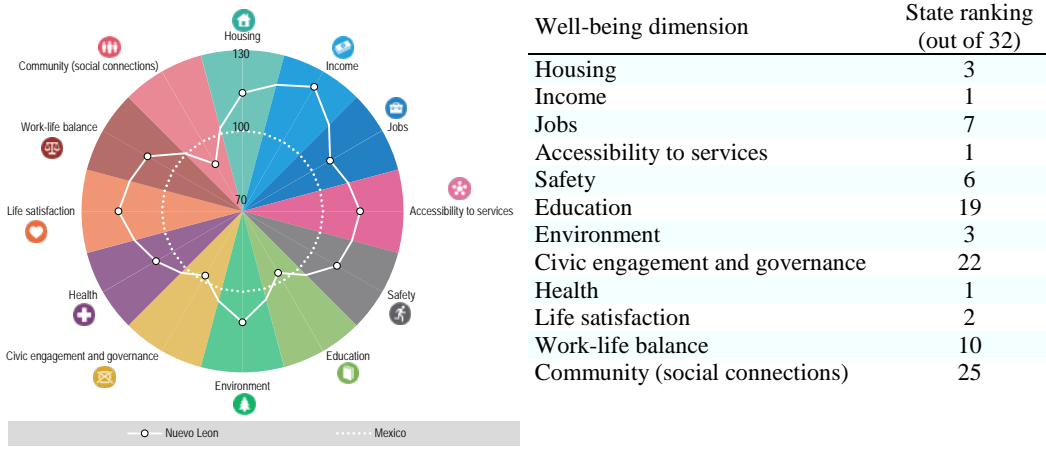 Housing
130
Community (social connections)
Income
Work-life balance
100
Jobs
70
Life satisfaction
Accessibility to services
Health
Safety
Civic engagement and governance
Education
Environment
Nuevo Leon
Mexico
Well-being dimension State ranking
(out of 32)
Housing 3
Income 1
Jobs 7
Accessibility to services 1
Safety 6
Education 19
Environment 3
Civic engagement and governance 22
Health 1
Life satisfaction 2
Work-life balance 10
Community (social connections) 25